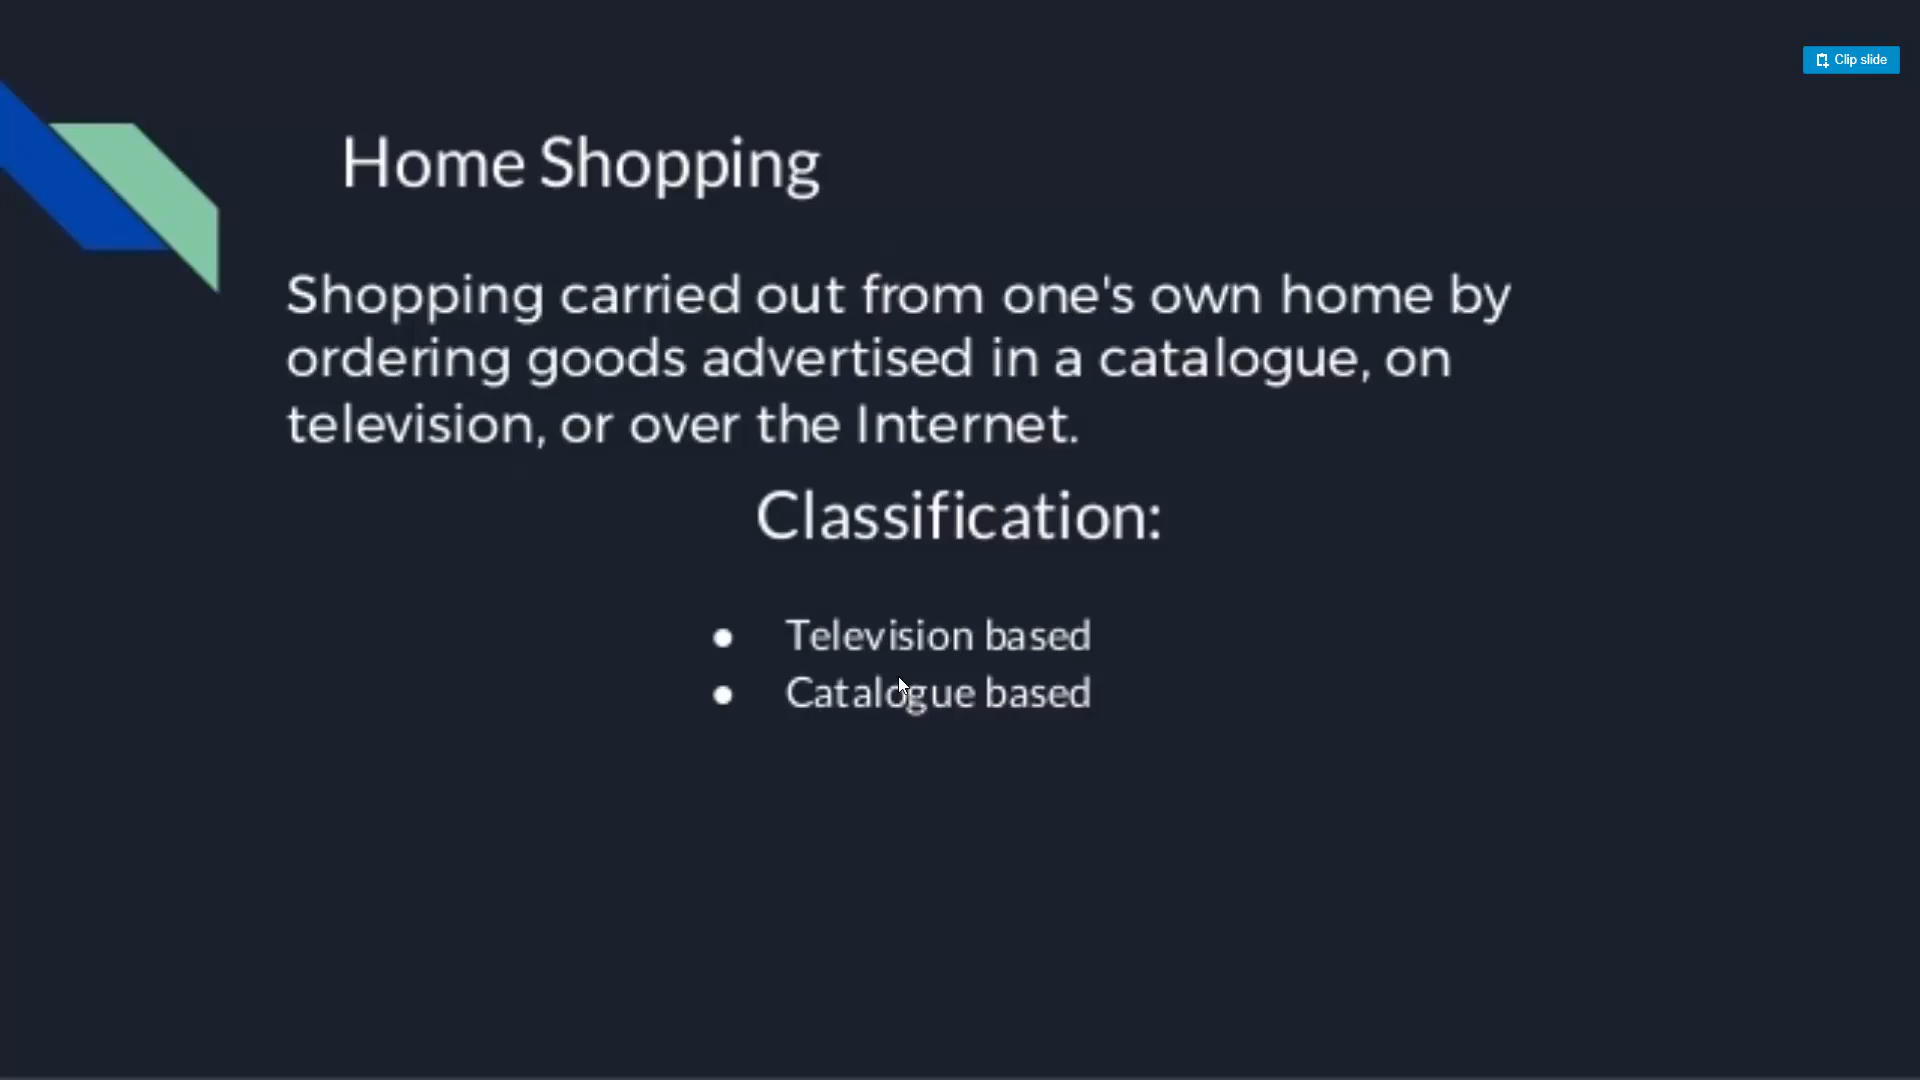 Clip slide
Home Shopping
Shopping carried out from one's own home by
ordering goods advertised in a catalogue, on
television, or over the Internet.
Classification:
● Television based
● Catalogue based